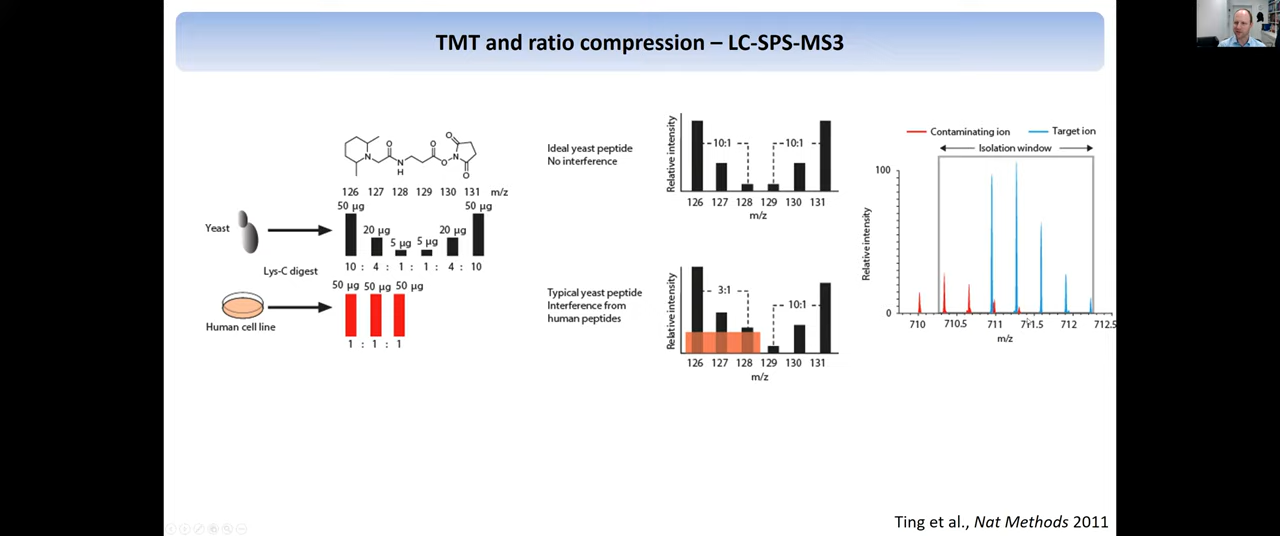 TMT and ratio compression – LC-SPS-MS3
O
O
O
N
N
H
O
N
O
O
126 127 128 129 130 131 m/z
50 µg 50 µg
20 µg 20 µg
5 µg 5 µg
Yeast
10 : 4 : 1 : 1 : 4 : 10
Lys-C digest
50 µg 50 µg 50 µg
Human cell line
1 : 1 : 1
Ideal yeast peptide
No interference
Relative intensity
10:1 10:1
126 127 128 129 130 131
m/z
Typical yeast peptide
Interference from
human peptides
Relative intensity
3:1 10:1
126 127 128 129 130 131
m/z
Contaminating ion Target ion
Isolation window
100
Relative intensity
0
710 710.5 711 711.5 712 712.5
m/z
Ting et al., Nat Methods 2011